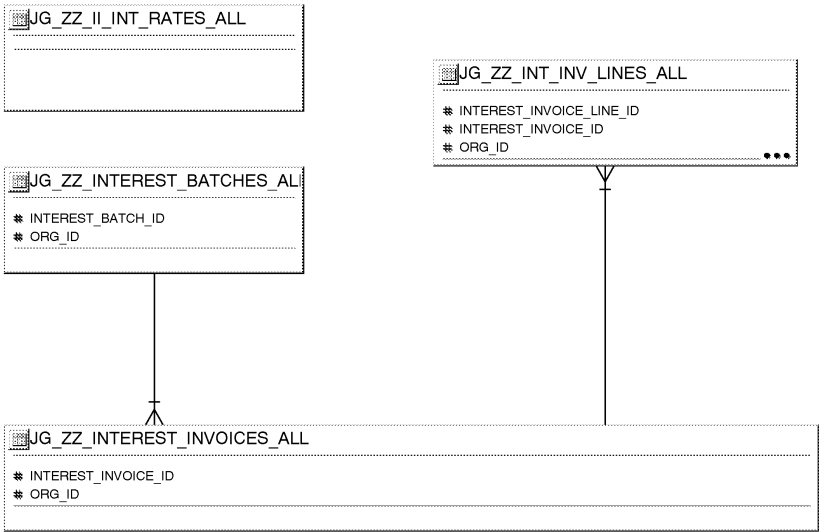 JG_ZZ_II_INT_RATES_ALL
JG_ZZ_INT_INV_LINES_ALL
# INTEREST_INVOICE_LINE_ID
# INTEREST_INVOICE_ID
# ORG_ID
JG_ZZ_INTEREST_BATCHES_ALL
# INTEREST_BATCH_ID
# ORG_ID
JG_ZZ_INTEREST_INVOICES_ALL
# INTEREST_INVOICE_ID
# ORG_ID